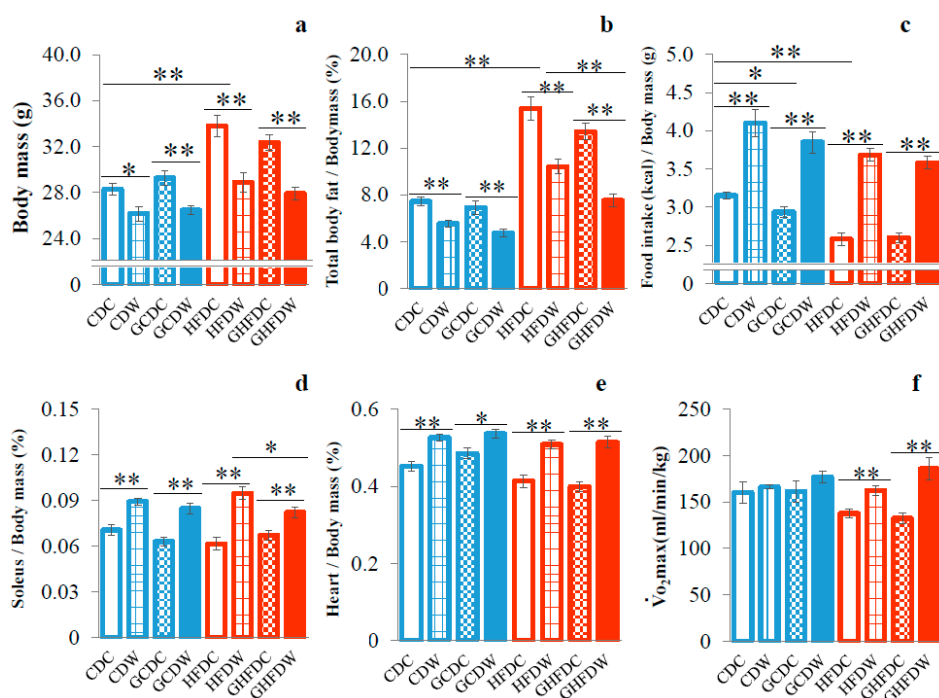 a
Body mass (g)
40.0
36.0
32.0
28.0
24.0
0
**
*
**
**
**
CDC
CDW
GCDC
GCDW
HFDC
HFDW
GHFDC
GHFDW
b
Total body fat / Bodymass (%)
20.0
16.0
12.0
8.0
4.0
0
**
**
**
**
**
**
CDC
CDW
GCDC
GCDW
HFDC
HFDW
GHFDC
GHFDW
c
Food intake (kcal) / Body mass (g)
5.0
4.5
4.0
3.5
3.0
2.5
0
**
*
**
**
**
**
CDC
CDW
GCDC
GCDW
HFDC
HFDW
GHFDC
GHFDW
d
Soleus / Body mass (%)
0.15
0.12
0.09
0.06
0.03
0
*
**
**
**
**
CDC
CDW
GCDC
GCDW
HFDC
HFDW
GHFDC
GHFDW
e
Heart / Body mass (%)
0.6
0.4
0.2
0
**
*
**
**
CDC
CDW
GCDC
GCDW
HFDC
HFDW
GHFDC
GHFDW
f
V̇o₂max(ml/min/kg)
250
200
150
100
50
0
**
**
CDC
CDW
GCDC
GCDW
HFDC
HFDW
GHFDC
GHFDW